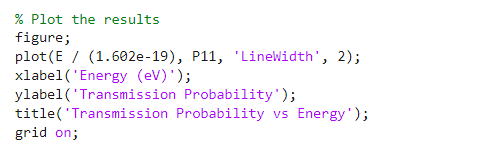 % Plot the results
figure;
plot(E / (1.602e-19), P11, 'LineWidth', 2);
xlabel('Energy (eV)');
ylabel('Transmission Probability');
title('Transmission Probability vs Energy');
grid on;